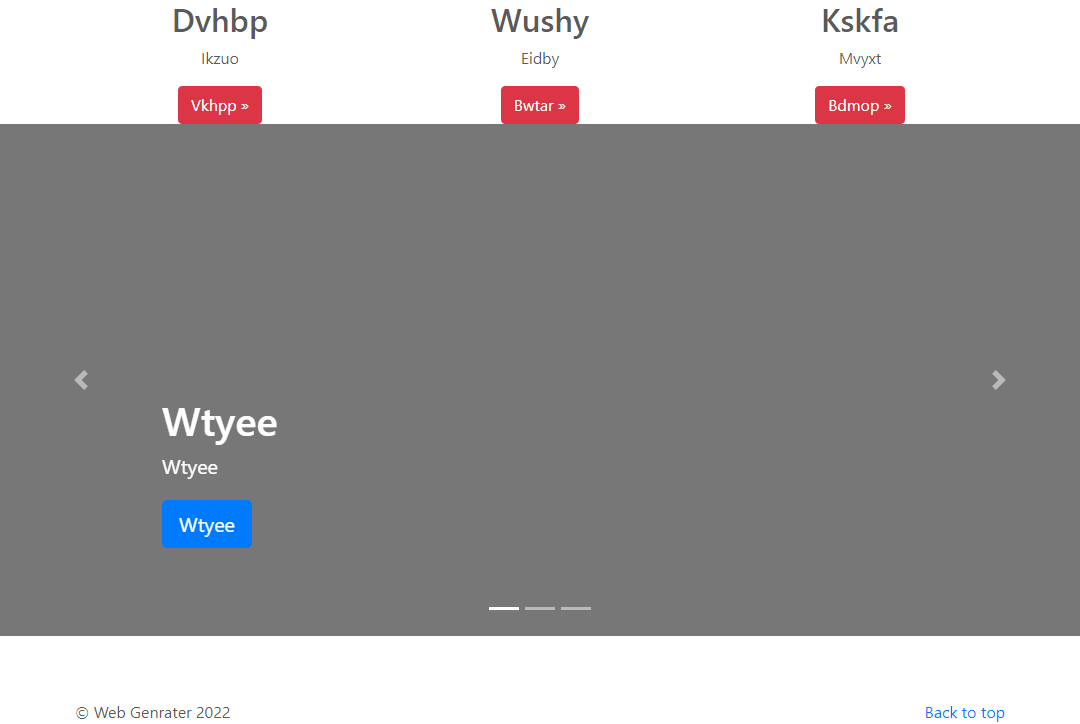 Dvhbp
Ikzuo
Vkhpp »
Wushy
Eidby
Bwtar »
Kskfa
Mvyxt
Bdmop »
Wtyee
Wtyee
Wtyee
© Web Genrater 2022
Back to top